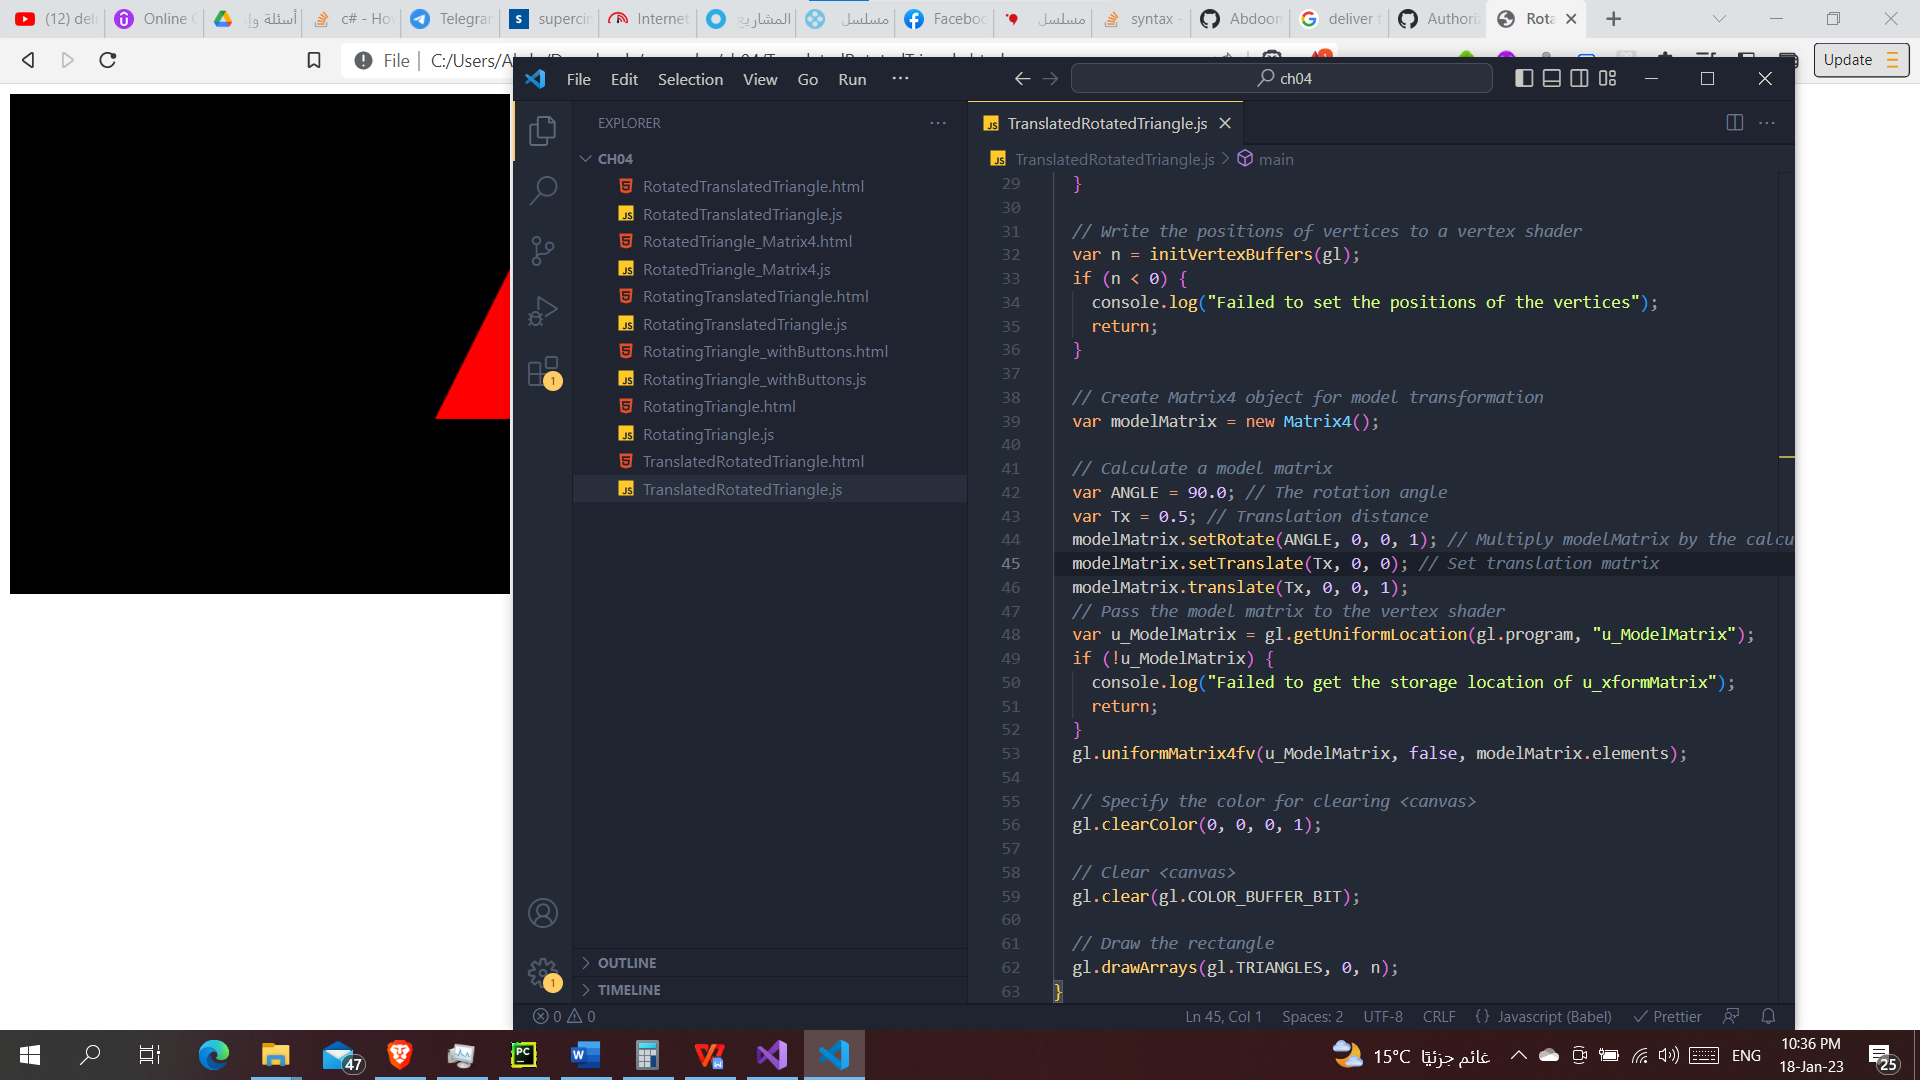 (12) deli
Online C
أسئلة وإ
c# - Hov
Telegrar
supercir
Internet
المشاريع
مسلسل
Faceboc
مسلسل
syntax -
Abdoon
deliver t
Authoriz
Rota
File
Update
File Edit Selection View Go Run ···
ch04
EXPLORER
CH04
RotatedTranslatedTriangle.html
RotatedTranslatedTriangle.js
RotatedTriangle_Matrix4.html
RotatedTriangle_Matrix4.js
RotatingTranslatedTriangle.html
RotatingTranslatedTriangle.js
RotatingTriangle_withButtons.html
RotatingTriangle_withButtons.js
RotatingTriangle.html
RotatingTriangle.js
TranslatedRotatedTriangle.html
TranslatedRotatedTriangle.js
OUTLINE
TIMELINE
1
1
TranslatedRotatedTriangle.js
TranslatedRotatedTriangle.js > main
29 }
30
31 // Write the positions of vertices to a vertex shader
32 var n = initVertexBuffers(gl);
33 if (n < 0) {
34 console.log("Failed to set the positions of the vertices");
35 return;
36 }
37
38 // Create Matrix4 object for model transformation
39 var modelMatrix = new Matrix4();
40
41 // Calculate a model matrix
42 var ANGLE = 90.0; // The rotation angle
43 var Tx = 0.5; // Translation distance
44 modelMatrix.setRotate(ANGLE, 0, 0, 1); // Multiply modelMatrix by the calcu
45 modelMatrix.setTranslate(Tx, 0, 0); // Set translation matrix
46 modelMatrix.translate(Tx, 0, 0, 1);
47 // Pass the model matrix to the vertex shader
48 var u_ModelMatrix = gl.getUniformLocation(gl.program, "u_ModelMatrix");
49 if (!u_ModelMatrix) {
50 console.log("Failed to get the storage location of u_xformMatrix");
51 return;
52 }
53 gl.uniformMatrix4fv(u_ModelMatrix, false, modelMatrix.elements);
54
55 // Specify the color for clearing <canvas>
56 gl.clearColor(0, 0, 0, 1);
57
58 // Clear <canvas>
59 gl.clear(gl.COLOR_BUFFER_BIT);
60
61 // Draw the rectangle
62 gl.drawArrays(gl.TRIANGLES, 0, n);
63 }
0 0
Ln 45, Col 1 Spaces: 2 UTF-8 CRLF {} Javascript (Babel) Prettier
47
15°C غائم جزئيًا
ENG
10:36 PM
18-Jan-23
25